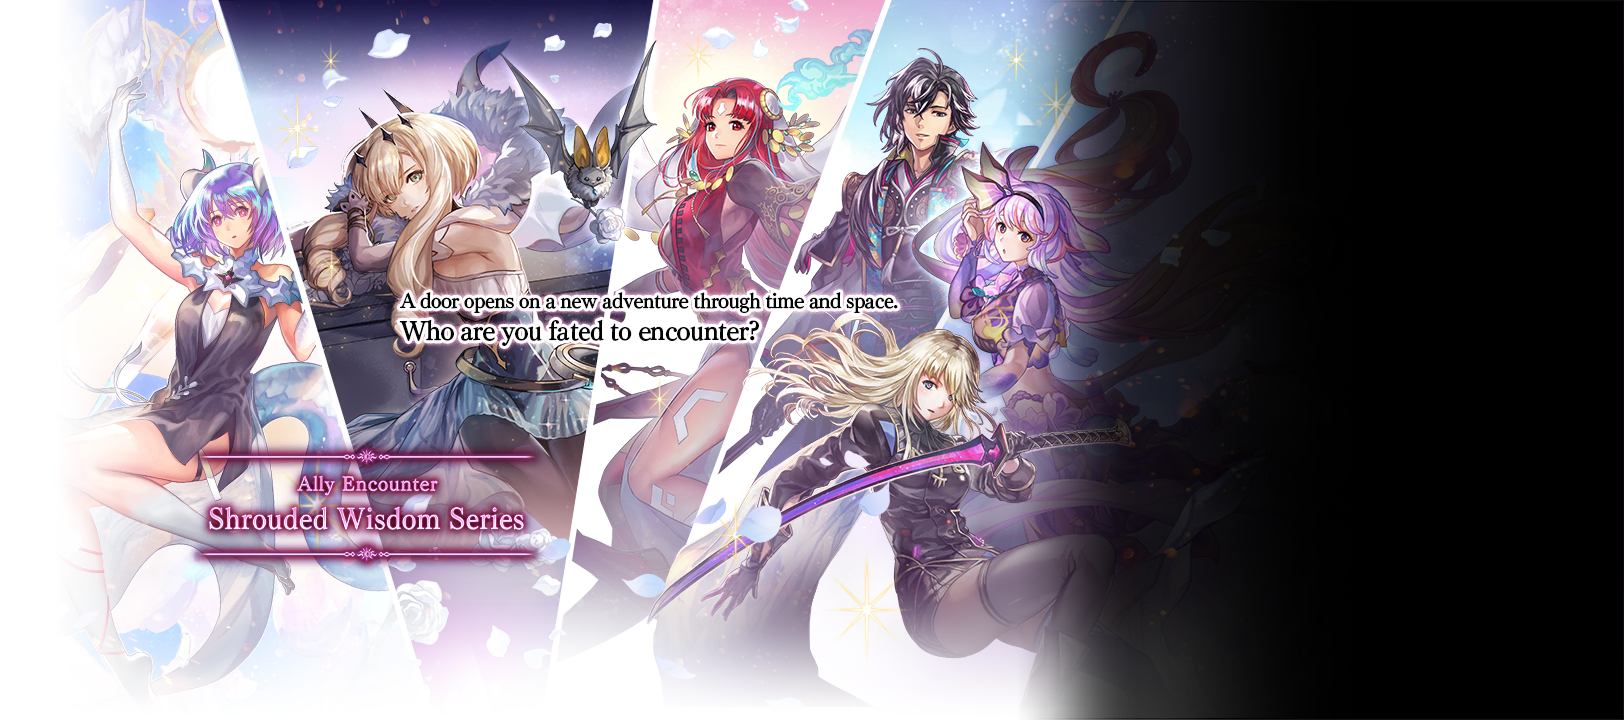 A door opens on a new adventure through time and space.
Who are you fated to encounter?
Ally Encounter
Shrouded Wisdom Series